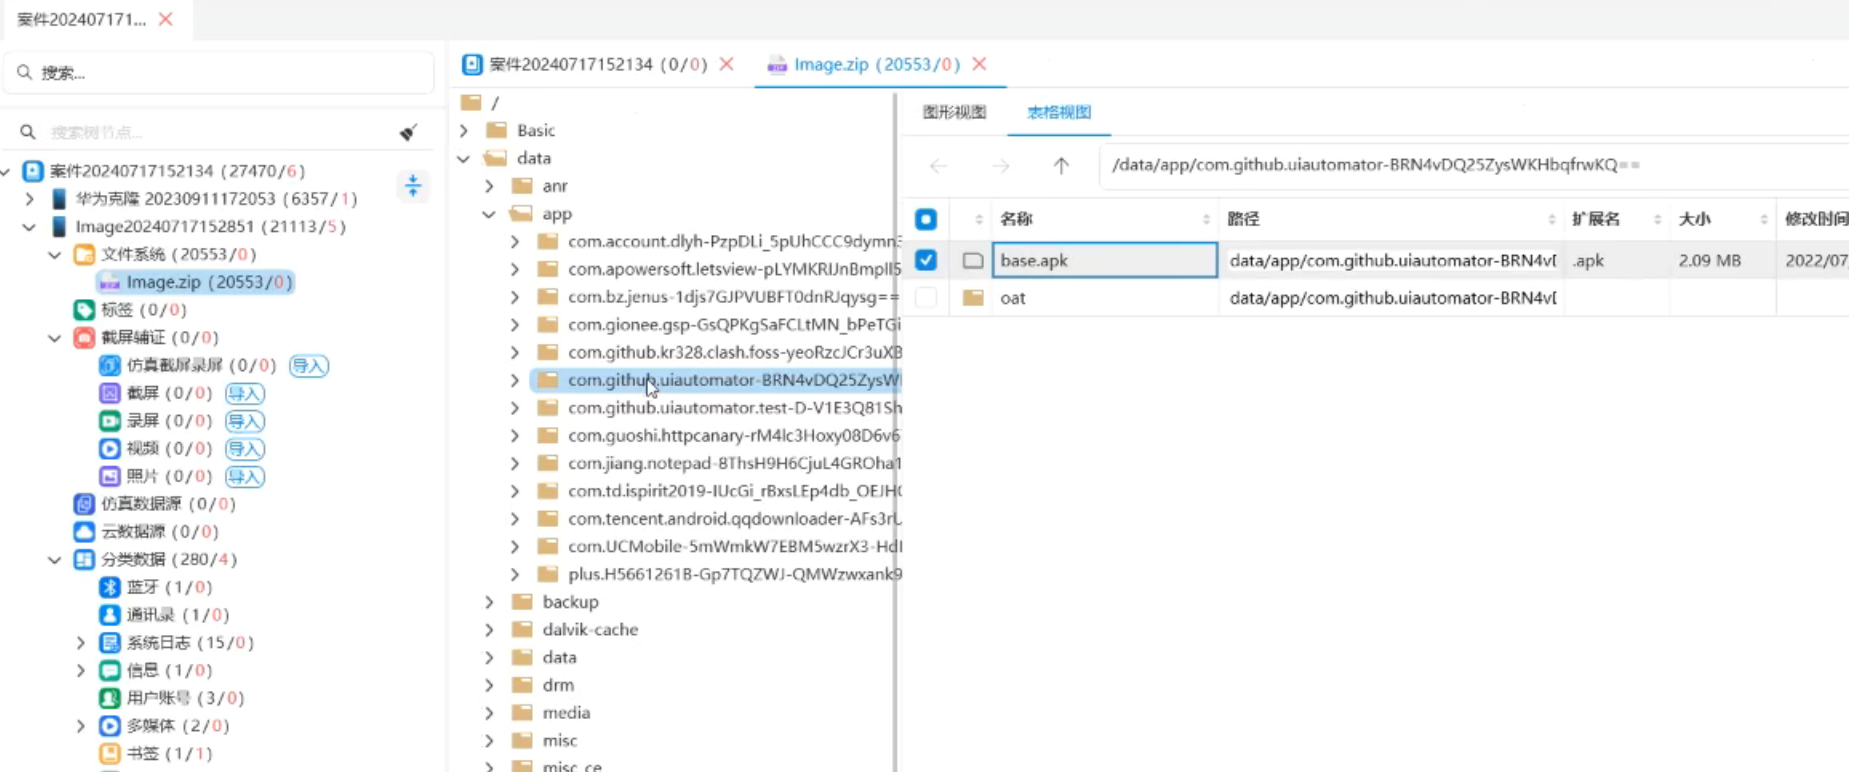 案件202407171...
搜索...
搜索树节点...
案件20240717152134 (27470/6)
华为克隆 20230911172053 (6357/1)
Image20240717152851 (21113/5)
文件系统 (20553/0)
Image.zip (20553/0)
标签 (0/0)
截屏辅证 (0/0)
仿真截屏录屏 (0/0) 导入
截屏 (0/0) 导入
录屏 (0/0) 导入
视频 (0/0) 导入
照片 (0/0) 导入
仿真数据源 (0/0)
云数据源 (0/0)
分类数据 (280/4)
蓝牙 (1/0)
通讯录 (1/0)
系统日志 (15/0)
信息 (1/0)
用户账号 (3/0)
多媒体 (2/0)
书签 (1/1)
案件20240717152134 (0/0) Image.zip (20553/0)
/
Basic
data
anr
app
com.account.dlyh-PzpDLi_5pUhCCC9dymn
com.apowersoft.letsview-pLYMKRIJnBmpII5
com.bz.jenus-1djs7GJPVUBFT0dnRJqysg==
com.gionee.gsp-GsQPKgSaFCLtMN_bPeTGi
com.github.kr328.clash.foss-yeoRzcJCr3uXB
com.github.uiautomator-BRN4vDQ25ZysW
com.github.uiautomator.test-D-V1E3Q81Sh
com.guoshi.httpcanary-rM4lc3Hoxy08D6v6
com.jiang.notepad-8ThsH9H6CjuL4GROha1
com.td.ispirit2019-IUcGi_rBxsLEp4db_OEJH
com.tencent.android.qqdownloader-AFs3r
com.UCMobile-5mWmkW7EBM5wzrX3-Hd
plus.H5661261B-Gp7TQZWJ-QMWzwxank9
backup
dalvik-cache
data
drm
media
misc
misc_ce
图形视图 表格视图
/data/app/com.github.uiautomator-BRN4vDQ25ZysWKHbqfrwKQ==
名称 路径 扩展名 大小 修改时间
base.apk data/app/com.github.uiautomator-BRN4v .apk 2.09 MB 2022/07
oat data/app/com.github.uiautomator-BRN4v